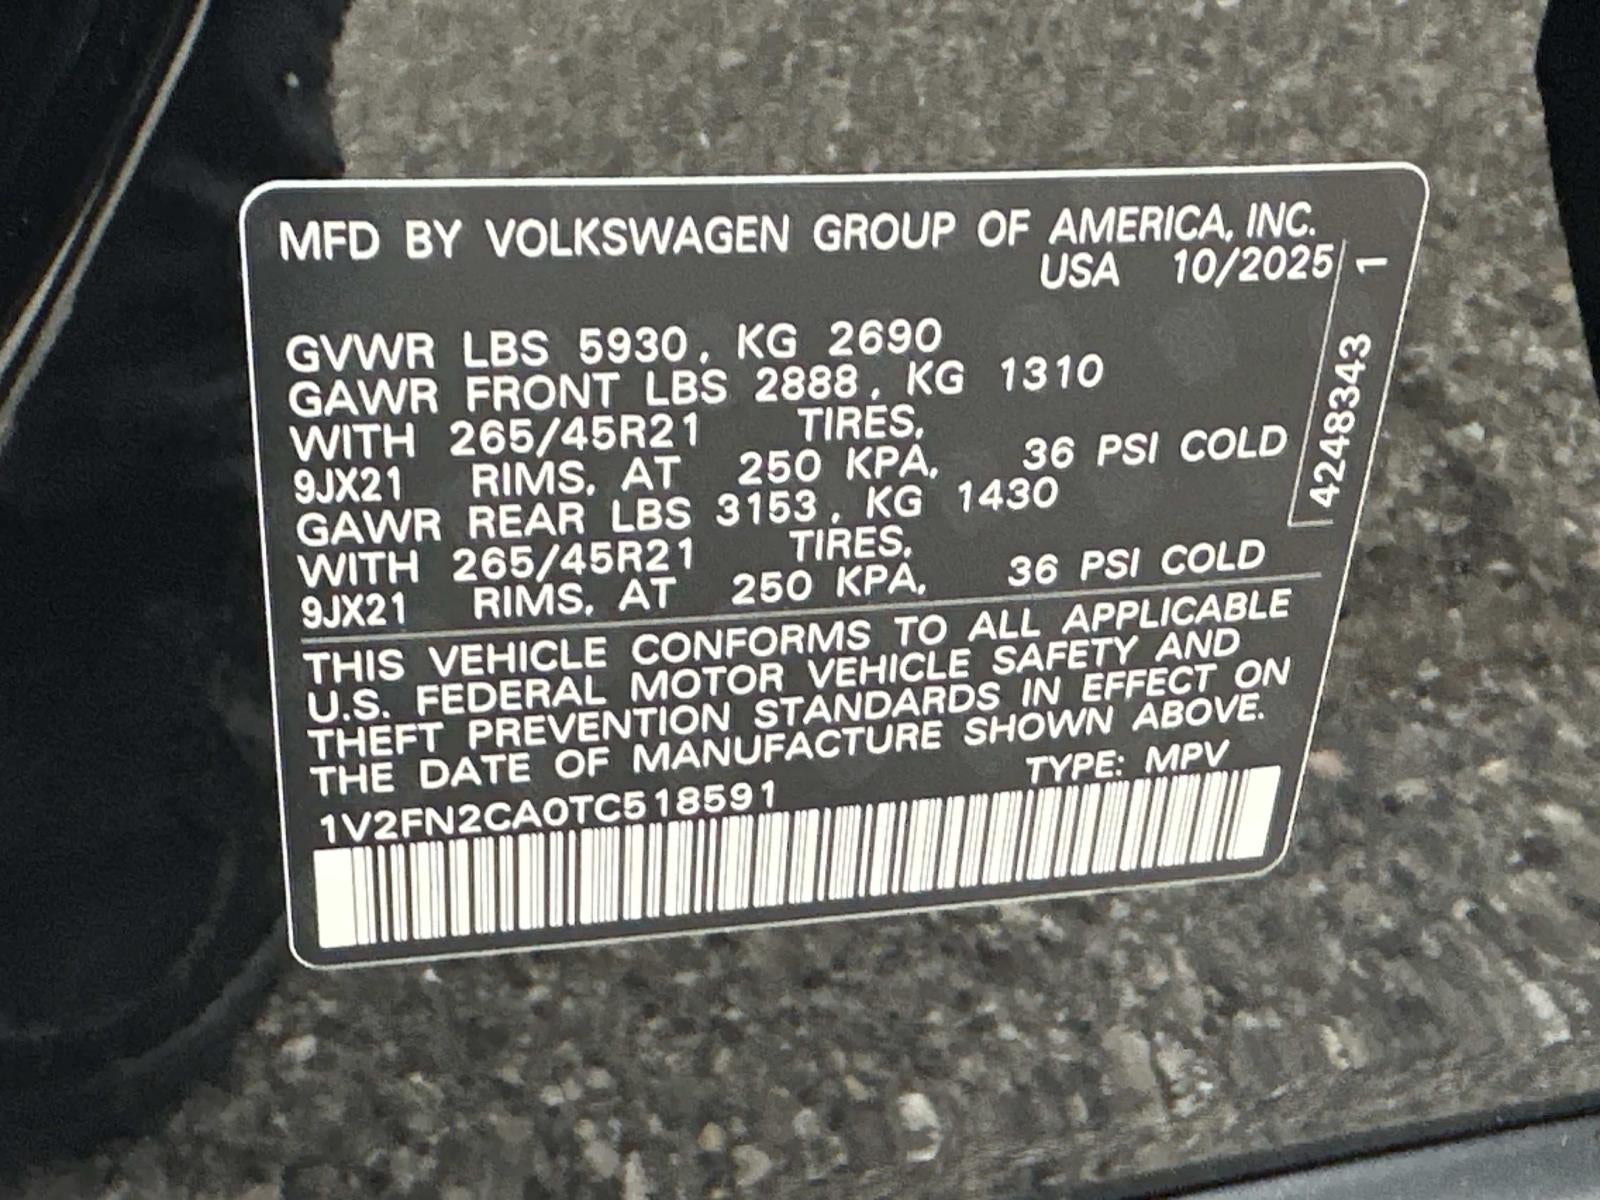 MFD BY VOLKSWAGEN GROUP OF AMERICA, INC.
USA 10/2025
GVWR LBS 5930, KG 2690
GAWR FRONT LBS 2888, KG 1310
WITH 265/45R21 TIRES,
9JX21 RIMS, AT 250 KPA, 36 PSI COLD
GAWR REAR LBS 3153, KG 1430
WITH 265/45R21 TIRES,
9JX21 RIMS, AT 250 KPA, 36 PSI COLD
THIS VEHICLE CONFORMS TO ALL APPLICABLE
U.S. FEDERAL MOTOR VEHICLE SAFETY AND
THEFT PREVENTION STANDARDS IN EFFECT ON
THE DATE OF MANUFACTURE SHOWN ABOVE.
1V2FN2CA0TC518591 TYPE: MPV
4248343 1